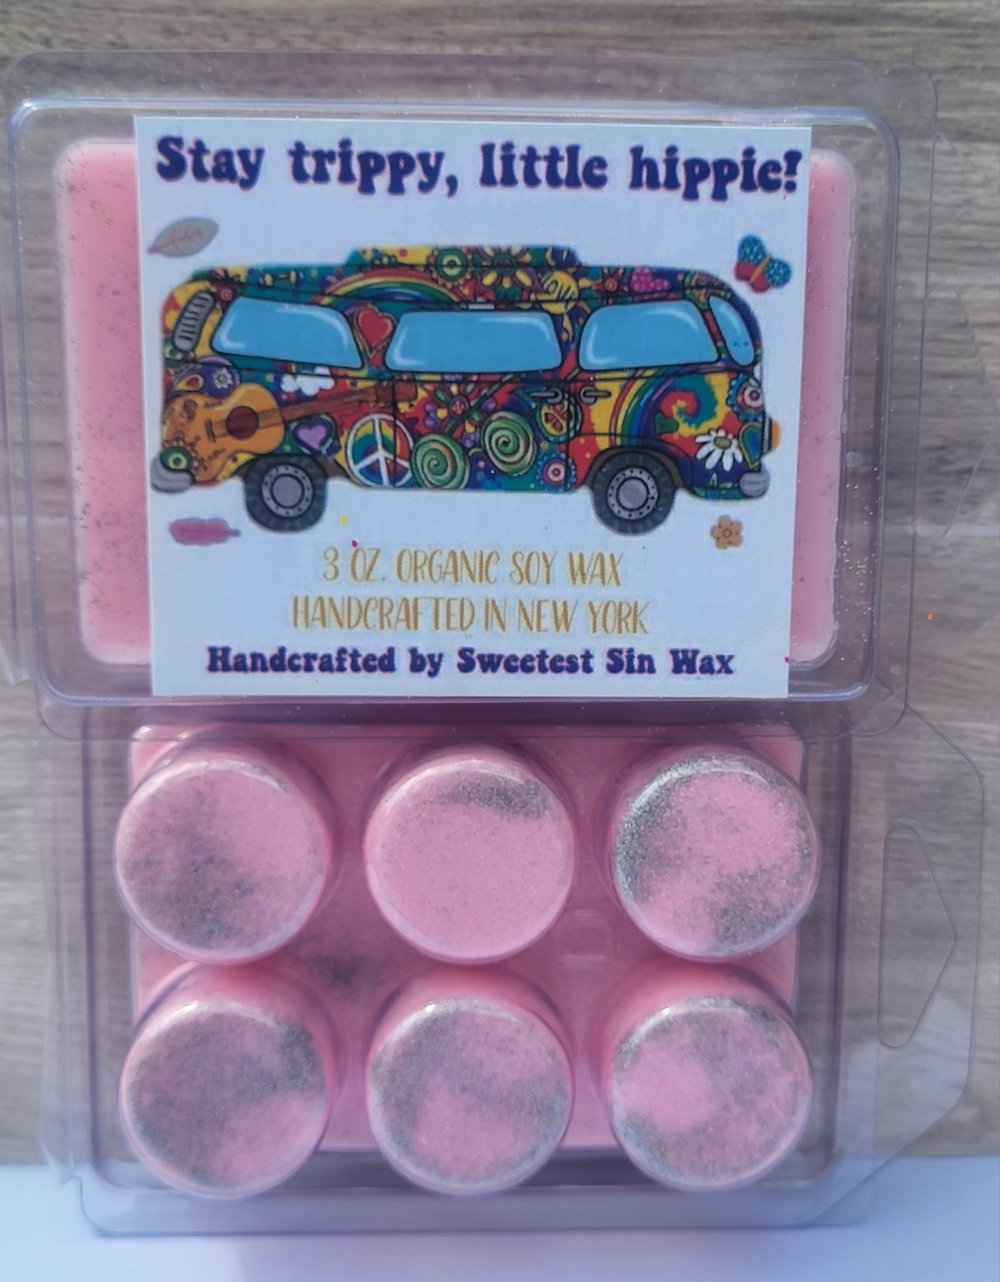 Stay trippy, little hippie!
3 OZ. ORGANIC SOY WAX
HANDCRAFTED IN NEW YORK
Handcrafted by Sweetest Sin Wax